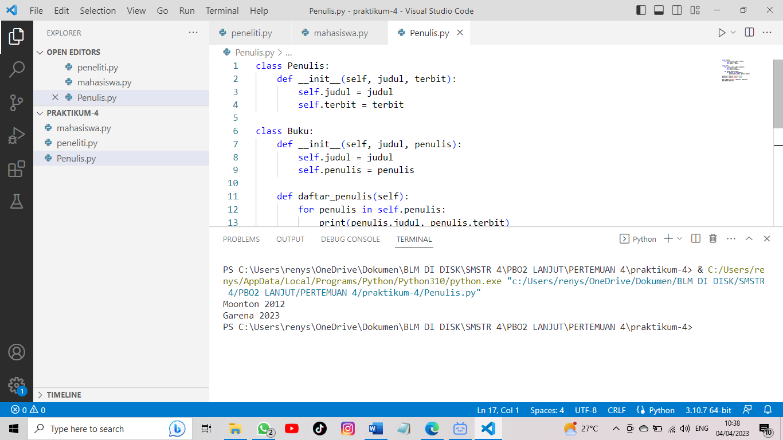 File Edit Selection View Go Run Terminal Help Penulis.py - praktikum-4 - Visual Studio Code
EXPLORER ···
OPEN EDITORS
peneliti.py
mahasiswa.py
Penulis.py
PRAKTIKUM-4
mahasiswa.py
peneliti.py
Penulis.py
TIMELINE
1
peneliti.py mahasiswa.py Penulis.py
Penulis.py > ...
1 class Penulis:
2 def __init__(self, judul, terbit):
3 self.judul = judul
4 self.terbit = terbit
5
6 class Buku:
7 def __init__(self, judul, penulis):
8 self.judul = judul
9 self.penulis = penulis
10
11 def daftar_penulis(self):
12 for penulis in self.penulis:
13 print(penulis.judul, penulis.terbit)
PROBLEMS OUTPUT DEBUG CONSOLE TERMINAL Python
PS C:\Users\renys\OneDrive\Dokumen\BLM DI DISK\SMSTR 4\PBO2 LANJUT\PERTEMUAN 4\praktikum-4> & C:/Users/re
nys/AppData/Local/Programs/Python/Python310/python.exe "c:/Users/renys/OneDrive/Dokumen/BLM DI DISK/SMSTR
4/PBO2 LANJUT/PERTEMUAN 4/praktikum-4/Penulis.py"
Moonton 2012
Garena 2023
PS C:\Users\renys\OneDrive\Dokumen\BLM DI DISK\SMSTR 4\PBO2 LANJUT\PERTEMUAN 4\praktikum-4>
0 0 Ln 17, Col 1 Spaces: 4 UTF-8 CRLF Python 3.10.7 64-bit
Type here to search 2 27°C ENG 10:38
04/04/2023 10